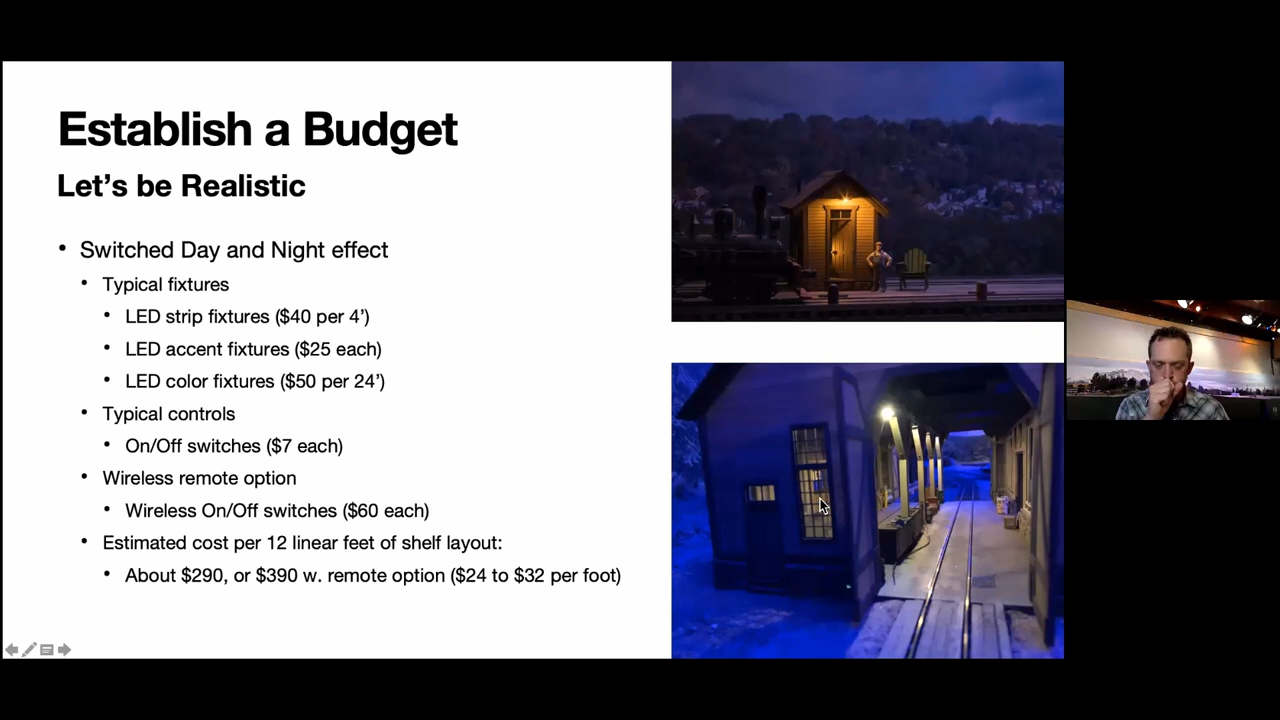 Establish a Budget
Let’s be Realistic
• Switched Day and Night effect
• Typical fixtures
• LED strip fixtures ($40 per 4’)
• LED accent fixtures ($25 each)
• LED color fixtures ($50 per 24’)
• Typical controls
• On/Off switches ($7 each)
• Wireless remote option
• Wireless On/Off switches ($60 each)
• Estimated cost per 12 linear feet of shelf layout:
• About $290, or $390 w. remote option ($24 to $32 per foot)